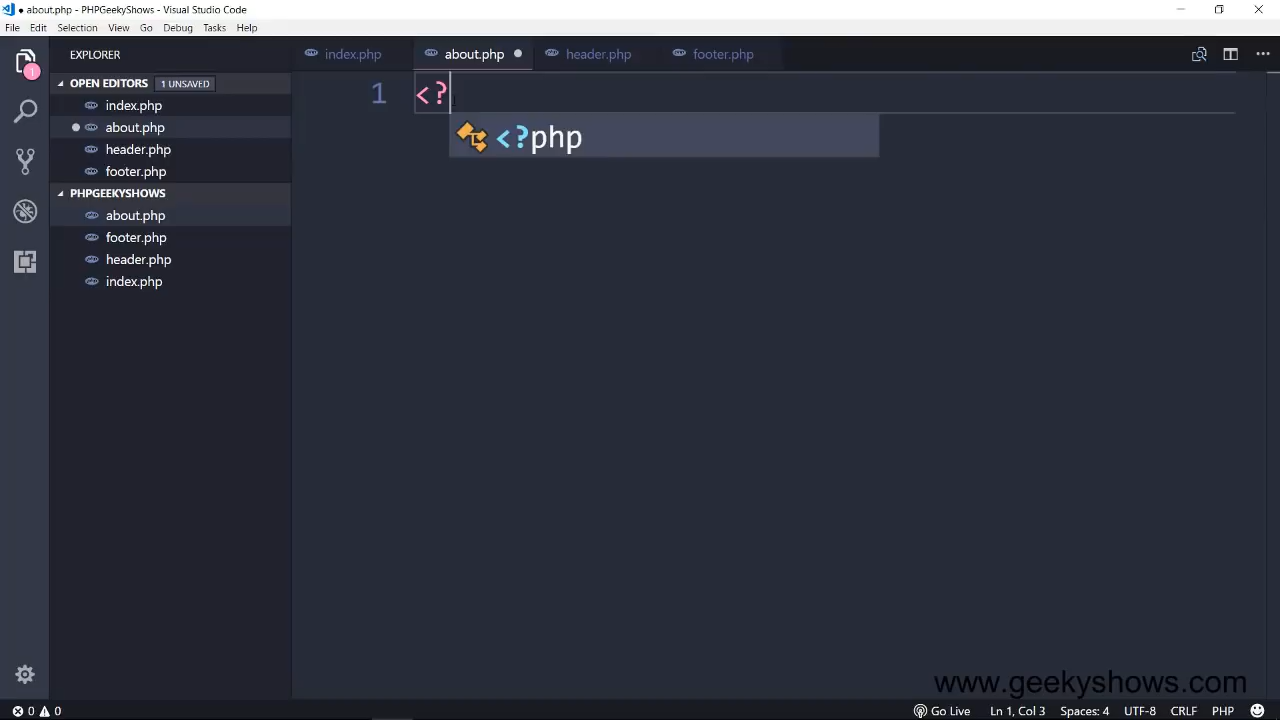 ● about.php - PHPGeekyShows - Visual Studio Code
File Edit Selection View Go Debug Tasks Help
EXPLORER
index.php about.php header.php footer.php
OPEN EDITORS 1 UNSAVED
index.php
about.php
header.php
footer.php
PHPGEEKYSHOWS
about.php
footer.php
header.php
index.php
1
1 <?
<?php
www.geekyshows.com
0 0 Go Live Ln 1, Col 3 Spaces: 4 UTF-8 CRLF PHP